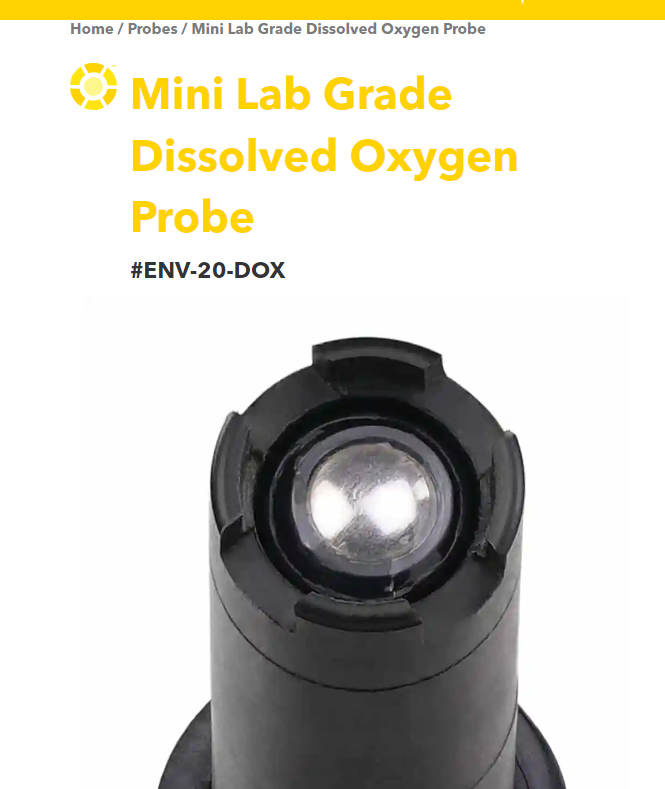 Home / Probes / Mini Lab Grade Dissolved Oxygen Probe
Mini Lab Grade
Dissolved Oxygen
Probe
#ENV-20-DOX